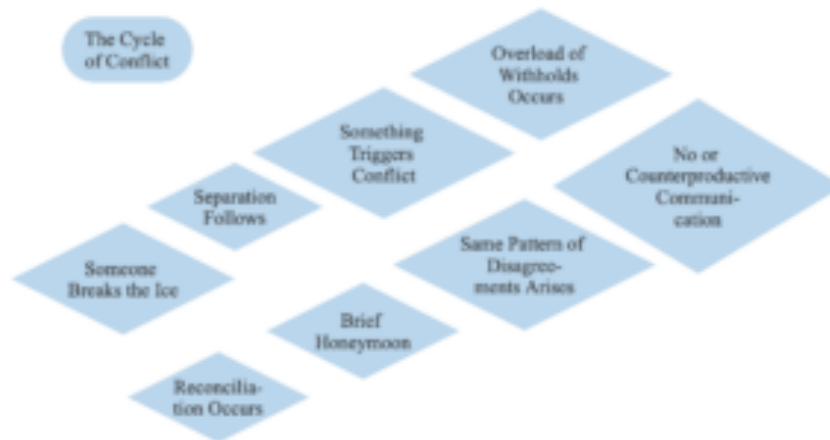 The Cycle
of Conflict
Overload of
Withholds
Occurs
Something
Triggers
Conflict
No or
Counterproductive
Communi-
cation
Separation
Follows
Same Pattern of
Disagree-
ments Arises
Someone
Breaks the Ice
Brief
Honeymoon
Reconcilia-
tion Occurs